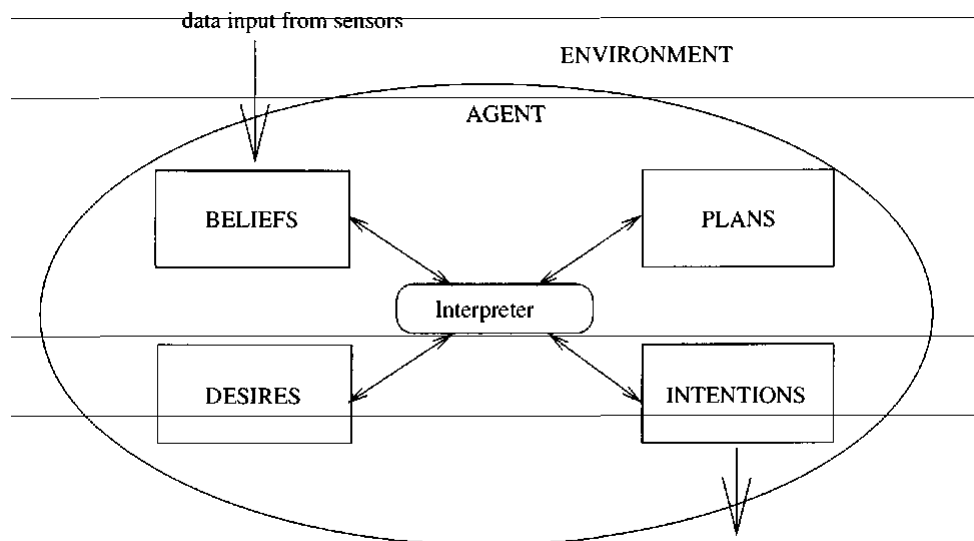 data input from sensors
ENVIRONMENT
AGENT
BELIEFS
PLANS
Interpreter
DESIRES
INTENTIONS